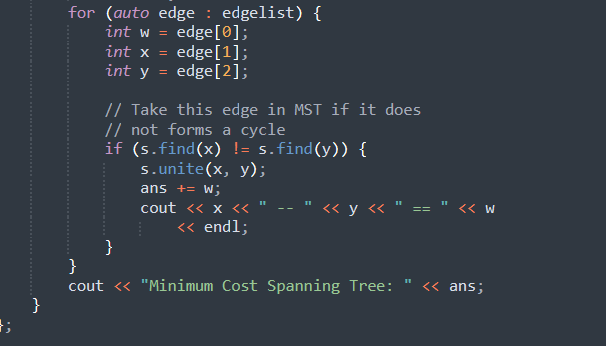 for (auto edge : edgelist) {
int w = edge[0];
int x = edge[1];
int y = edge[2];
// Take this edge in MST if it does
// not forms a cycle
if (s.find(x) != s.find(y)) {
s.unite(x, y);
ans += w;
cout << x << " -- " << y << " == " << w
<< endl;
}
}
cout << "Minimum Cost Spanning Tree: " << ans;
}
};